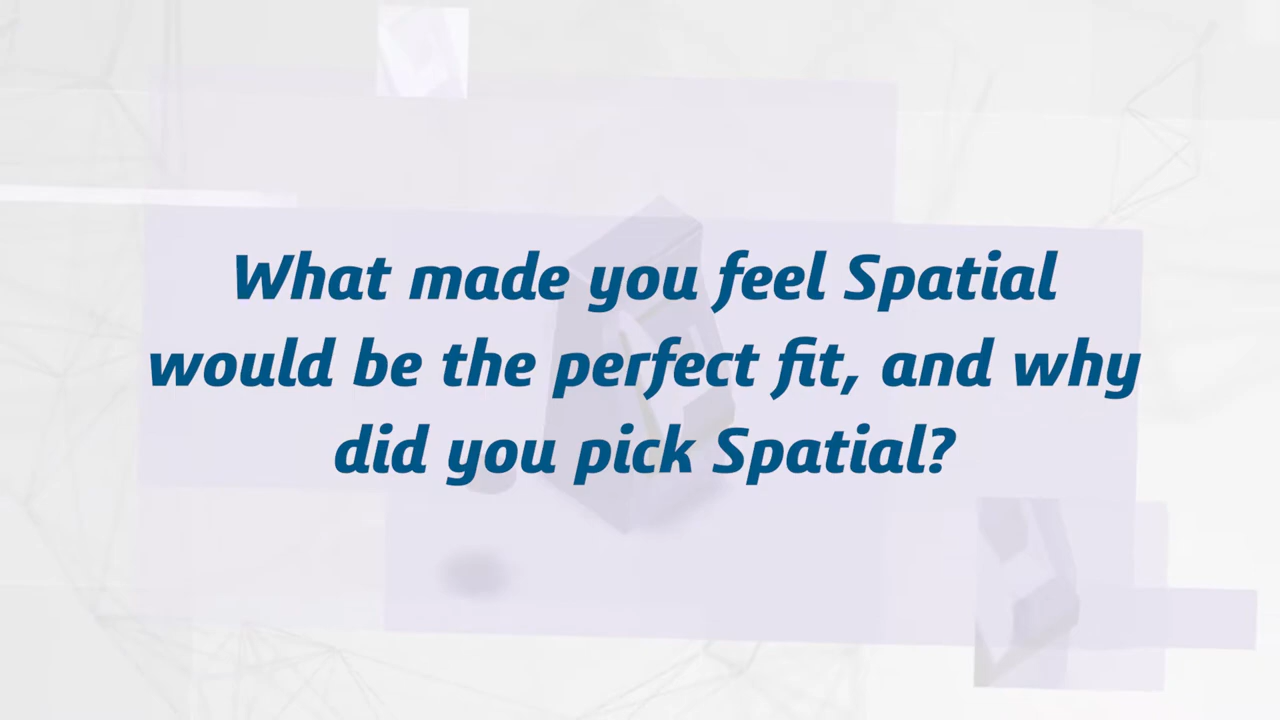 What made you feel Spatial
would be the perfect fit, and why
did you pick Spatial?